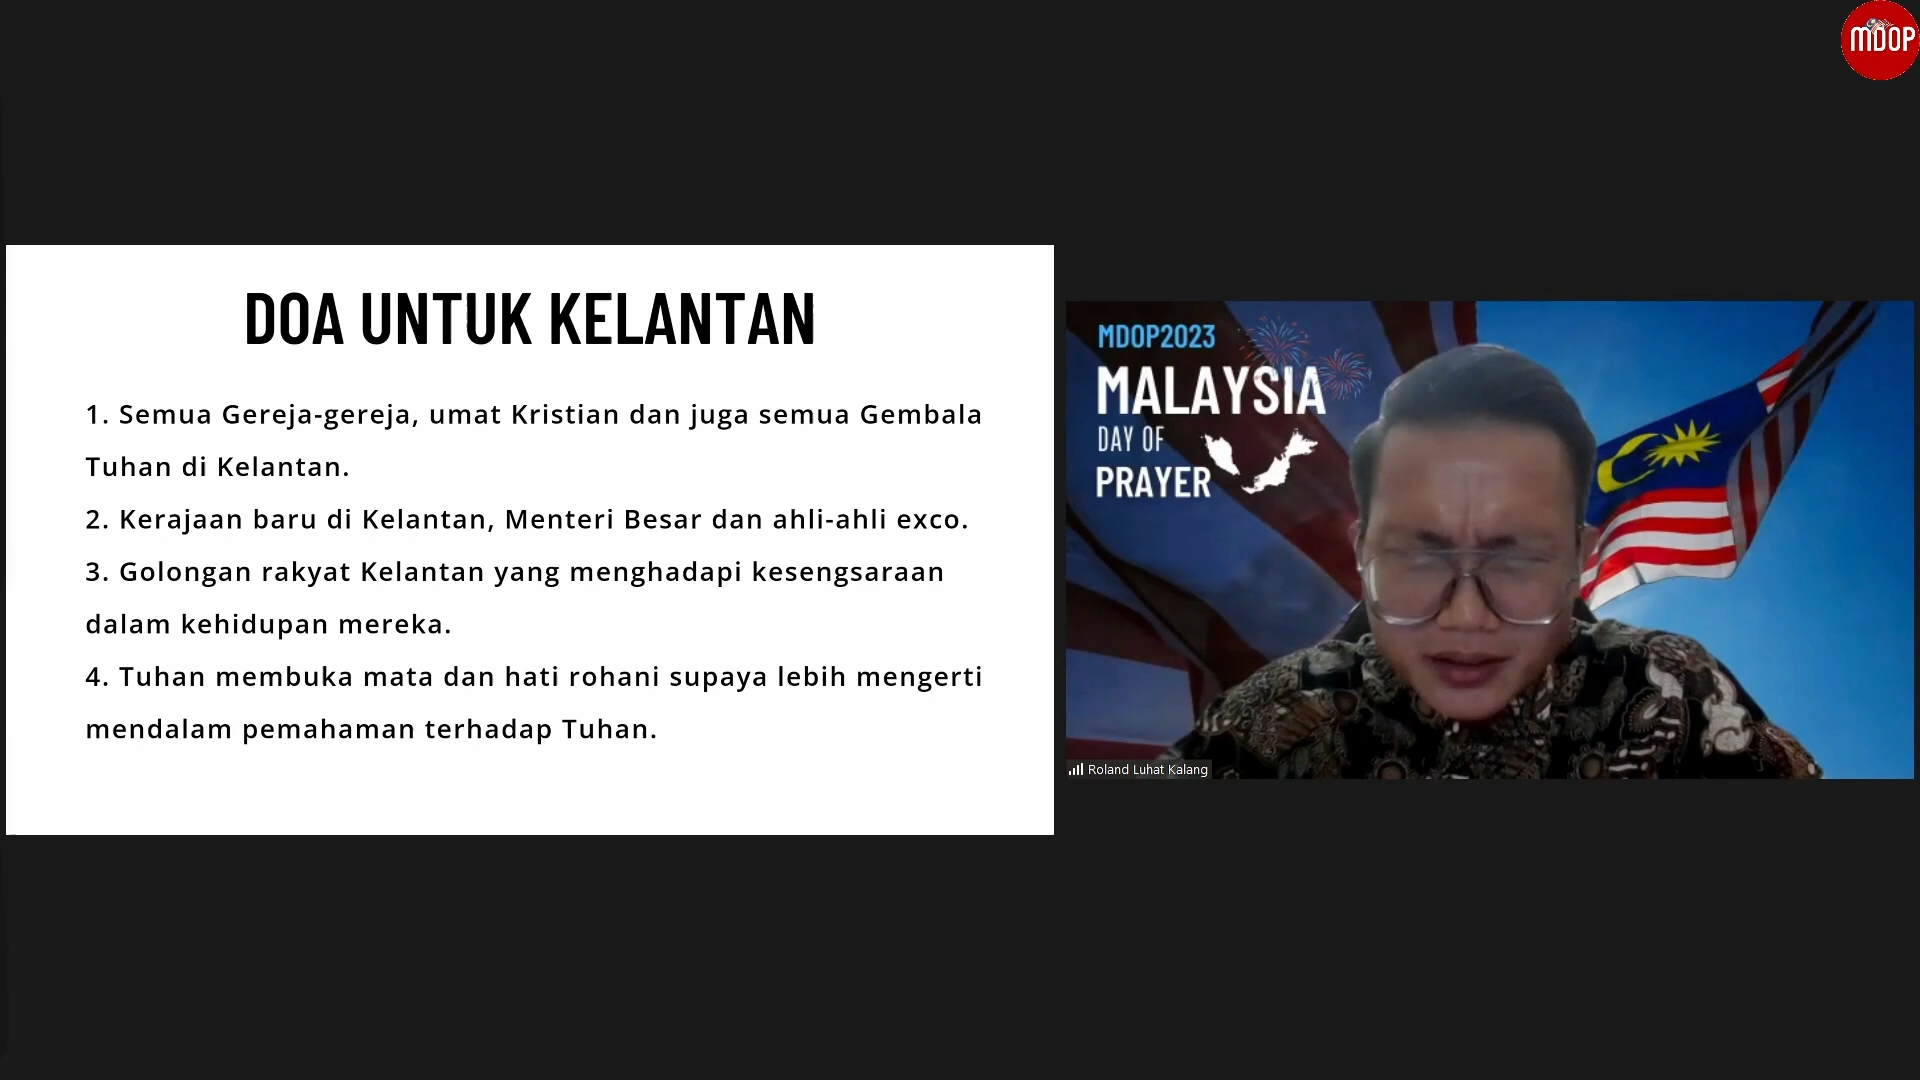 MDOP
DOA UNTUK KELANTAN
1. Semua Gereja-gereja, umat Kristian dan juga semua Gembala
Tuhan di Kelantan.
2. Kerajaan baru di Kelantan, Menteri Besar dan ahli-ahli exco.
3. Golongan rakyat Kelantan yang menghadapi kesengsaraan
dalam kehidupan mereka.
4. Tuhan membuka mata dan hati rohani supaya lebih mengerti
mendalam pemahaman terhadap Tuhan.
MDOP2023
MALAYSIA
DAY OF
PRAYER
Roland Luhat Kalang